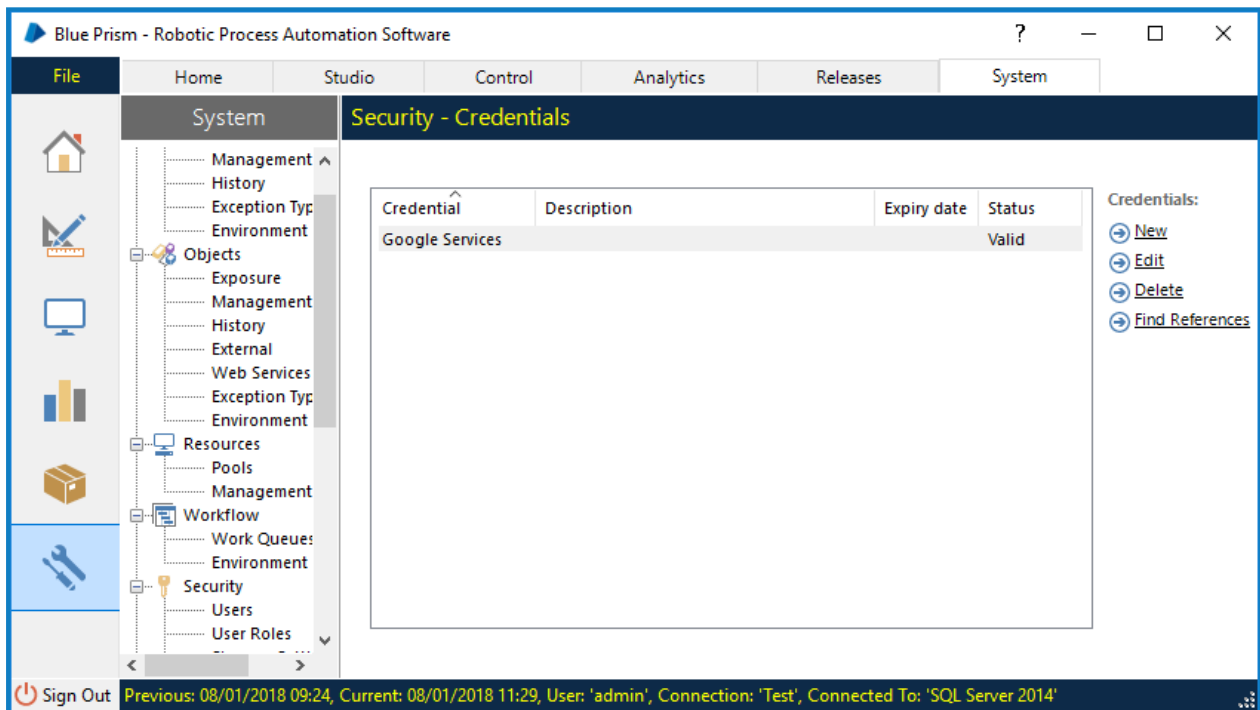 Blue Prism - Robotic Process Automation Software
?
File Home Studio Control Analytics Releases System
System
Security - Credentials
Management
History
Exception Typ
Environment
Objects
Exposure
Management
History
External
Web Services
Exception Typ
Environment
Resources
Pools
Management
Workflow
Work Queues
Environment
Security
Users
User Roles
Credential Description Expiry date Status
Google Services Valid
Credentials:
New
Edit
Delete
Find References
Sign Out Previous: 08/01/2018 09:24, Current: 08/01/2018 11:29, User: 'admin', Connection: 'Test', Connected To: 'SQL Server 2014'